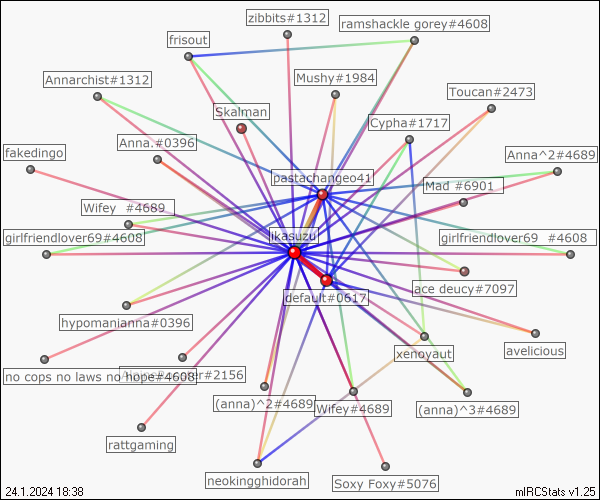 zibbits#1312
ramshackle gorey#4608
frisout
Annarchist#1312
Mushy#1984
Toucan#2473
Skalman
Cypha#1717
Anna.#0396
fakedingo
Anna^2#4689
pastachangeo41
Mad #6901
Wifey #4689
girlfriendlover69#4608
ikasuzu
girlfriendlover69 #4608
ace deucy#7097
default#0617
hypomanianna#0396
xenoyaut
avelicious
no cops no laws no hope#4608
#2156
(anna)^2#4689
Wifey#4689
(anna)^3#4689
rattgaming
neokingghidorah
Soxy Foxy#5076
24.1.2024 18:38
mIRCStats v1.25